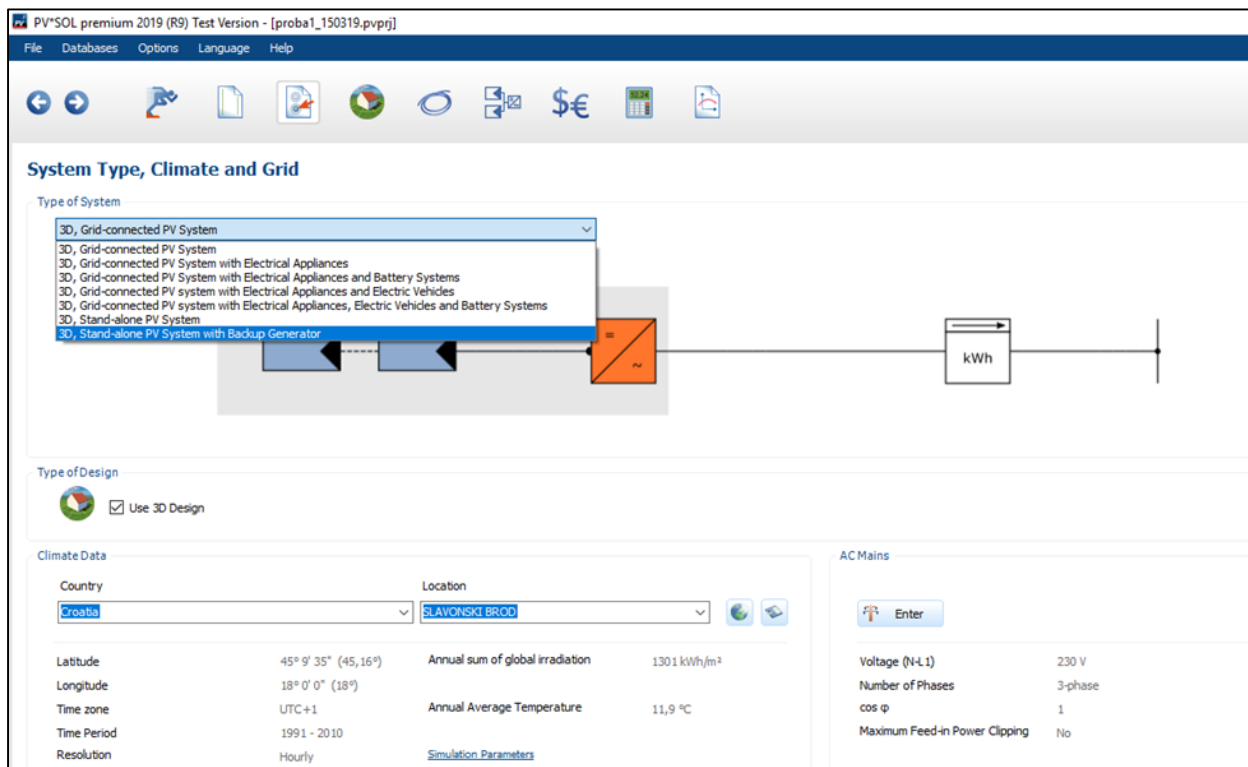 PV*SOL premium 2019 (R9) Test Version - [proba1_150319.pvprj]
File Databases Options Language Help
$€
System Type, Climate and Grid
Type of System
3D, Grid-connected PV System
3D, Grid-connected PV System
3D, Grid-connected PV System with Electrical Appliances
3D, Grid-connected PV System with Electrical Appliances and Battery Systems
3D, Grid-connected PV system with Electrical Appliances and Electric Vehicles
3D, Grid-connected PV system with Electrical Appliances, Electric Vehicles and Battery Systems
3D, Stand-alone PV System
3D, Stand-alone PV System with Backup Generator
= ~
kWh
Type of Design
Use 3D Design
Climate Data
Country Location
Croatia SLAVONSKI BROD
Latitude 45° 9' 35" (45,16°) Annual sum of global irradiation 1301 kWh/m²
Longitude 18° 0' 0" (18°)
Time zone UTC+1 Annual Average Temperature 11,9 °C
Time Period 1991 - 2010
Resolution Hourly Simulation Parameters
AC Mains
Enter
Voltage (N-L1) 230 V
Number of Phases 3-phase
cos φ 1
Maximum Feed-in Power Clipping No